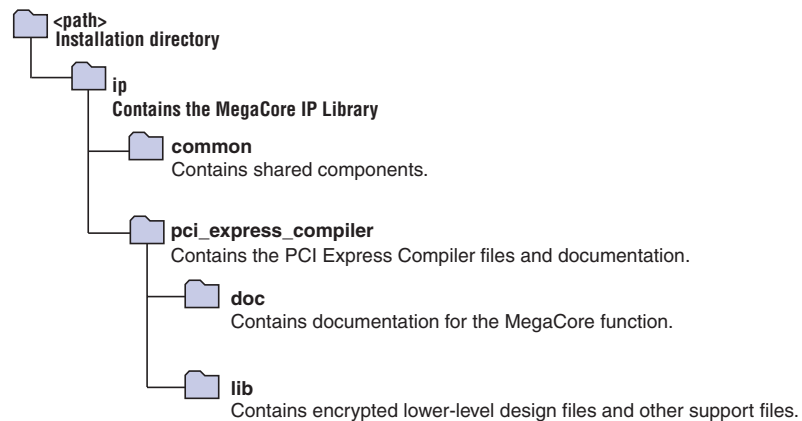 <path>
Installation directory
ip
Contains the MegaCore IP Library
common
Contains shared components.
pci_express_compiler
Contains the PCI Express Compiler files and documentation.
doc
Contains documentation for the MegaCore function.
lib
Contains encrypted lower-level design files and other support files.